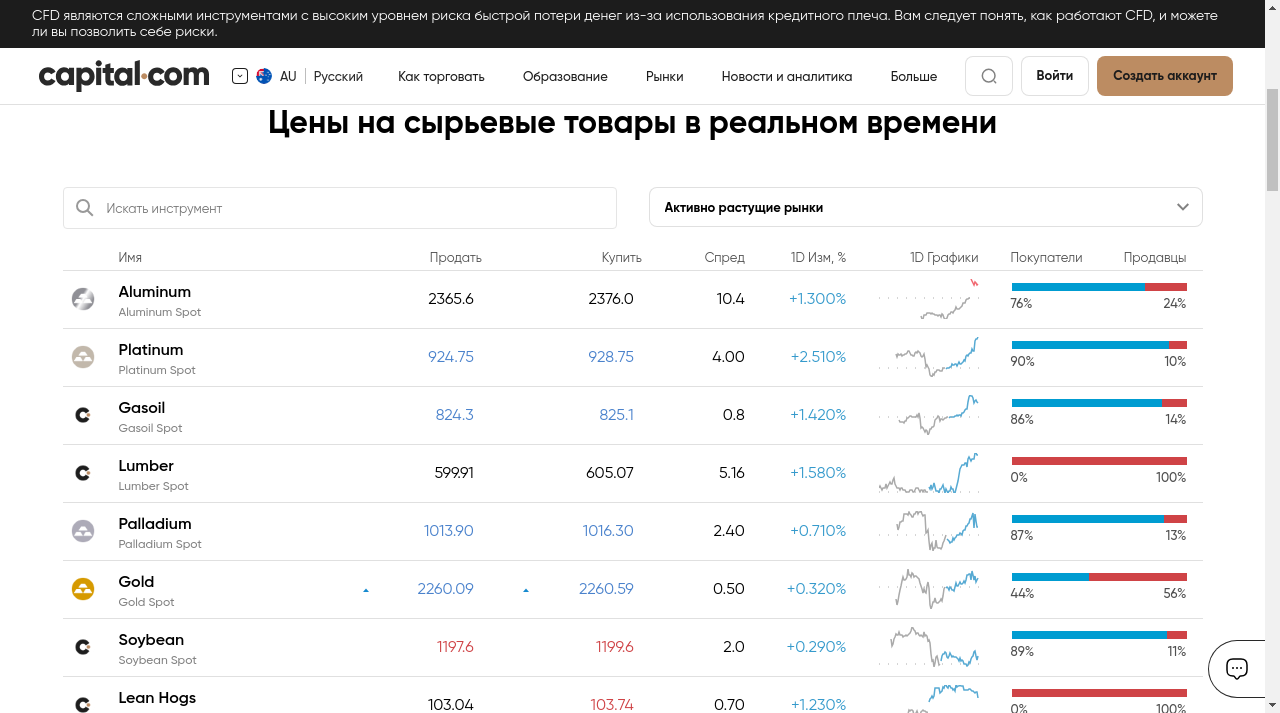 CFD являются сложными инструментами с высоким уровнем риска быстрой потери денег из-за использования кредитного плеча. Вам следует понять, как работают CFD, и можете
ли вы позволить себе риски.
capital.com AU Русский Как торговать Образование Рынки Новости и аналитика Больше Войти Создать аккаунт
Цены на сырьевые товары в реальном времени
Искать инструмент Активно растущие рынки
Имя Продать Купить Спред 1D Изм, % 1D Графики Покупатели Продавцы
Aluminum 2365.6 2376.0 10.4 +1.300%
Aluminum Spot 76% 24%
Platinum 924.75 928.75 4.00 +2.510%
Platinum Spot 90% 10%
Gasoil 824.3 825.1 0.8 +1.420%
Gasoil Spot 86% 14%
Lumber 599.91 605.07 5.16 +1.580%
Lumber Spot 0% 100%
Palladium 1013.90 1016.30 2.40 +0.710%
Palladium Spot 87% 13%
Gold 2260.09 2260.59 0.50 +0.320%
Gold Spot 44% 56%
Soybean 1197.6 1199.6 2.0 +0.290%
Soybean Spot 89% 11%
Lean Hogs 103.04 103.74 0.70 +1.230%
0% 100%